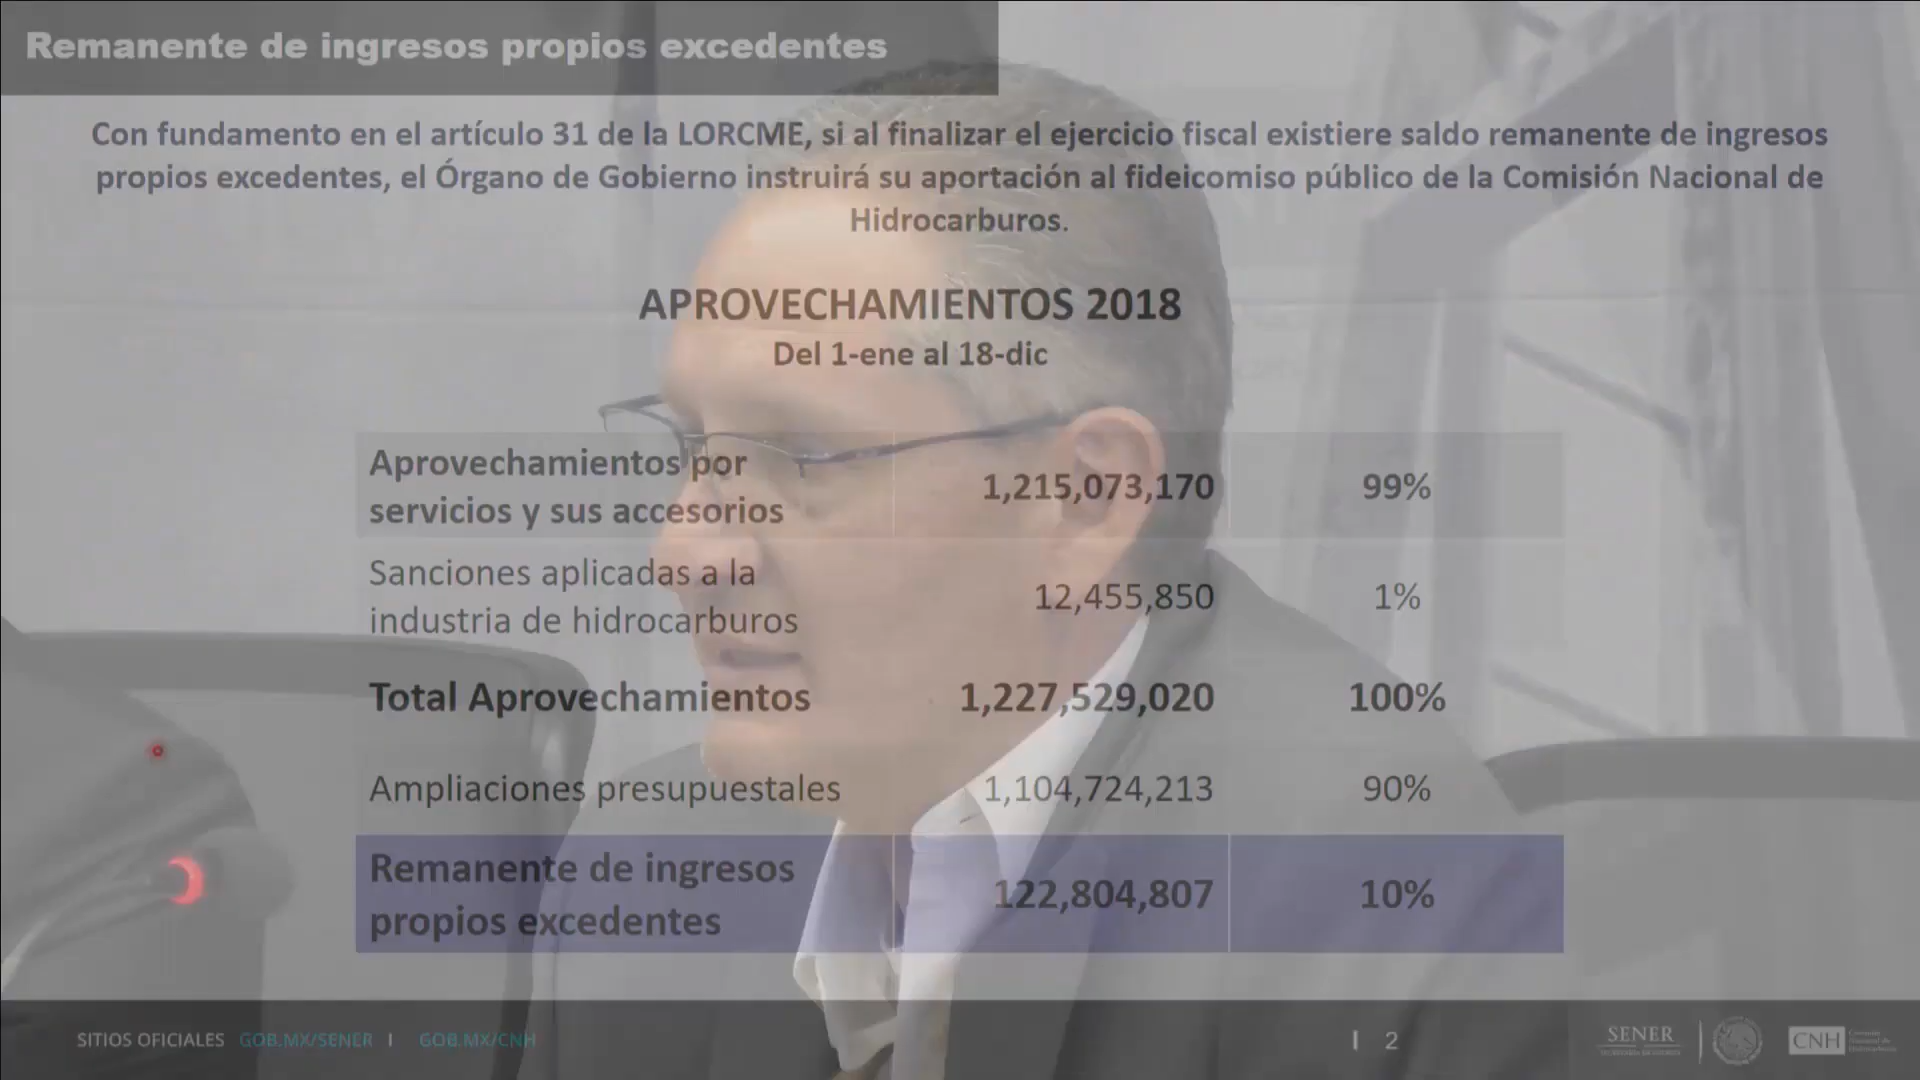 Remanente de ingresos propios excedentes
Con fundamento en el artículo 31 de la LORCME, si al finalizar el ejercicio fiscal existiere saldo remanente de ingresos
propios excedentes, el Órgano de Gobierno instruirá su aportación al fideicomiso público de la Comisión Nacional de
Hidrocarburos.
APROVECHAMIENTOS 2018
Del 1-ene al 18-dic
Aprovechamientos por
servicios y sus accesorios
1,215,073,170
99%
Sanciones aplicadas a la
industria de hidrocarburos
12,455,850
1%
Total Aprovechamientos
1,227,529,020
100%
Ampliaciones presupuestales
1,104,724,213
90%
Remanente de ingresos
propios excedentes
122,804,807
10%
SITIOS OFICIALES GOB.MX/SENER | GOB.MX/CNH
| 2
SENER
CNH